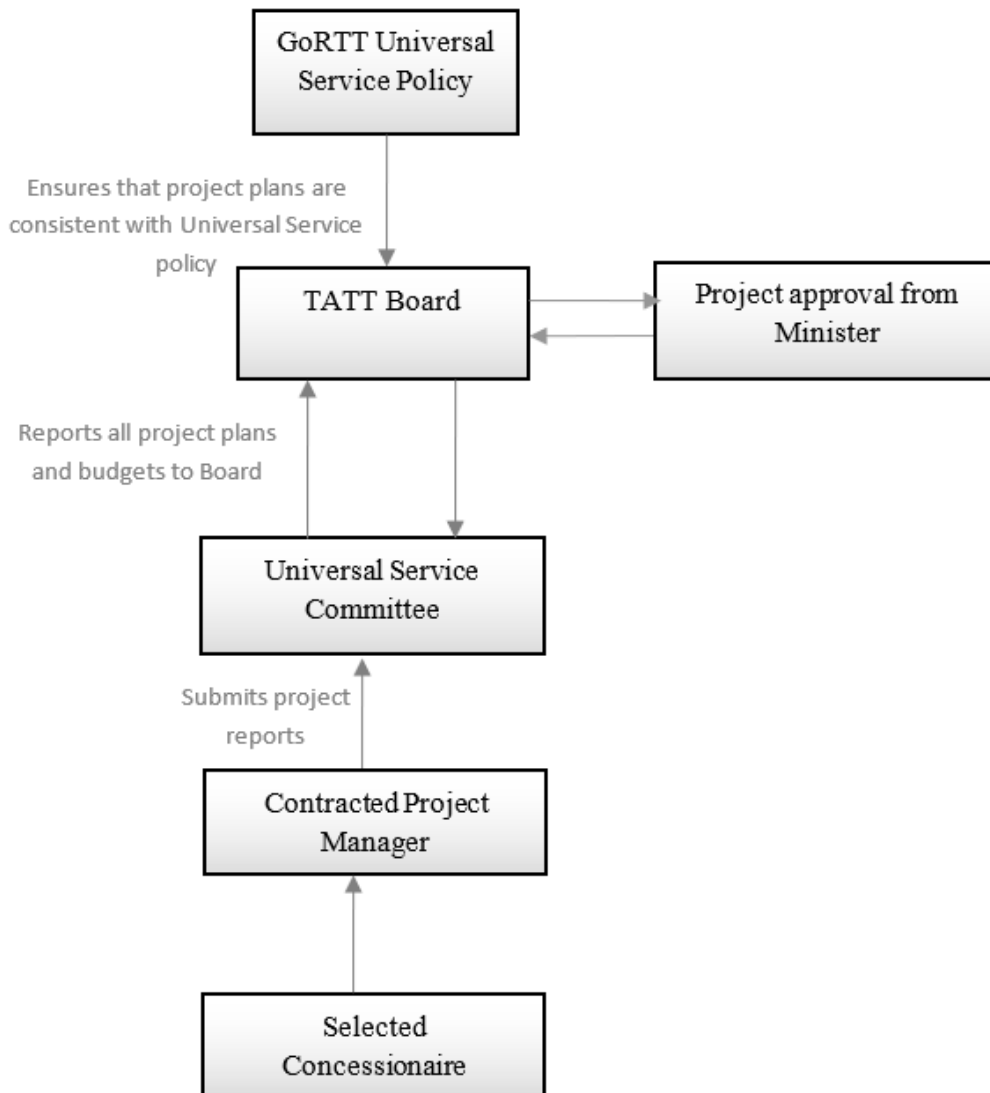 GoRTT Universal
Service Policy
Ensures that project plans are
consistent with Universal Service
policy
TATT Board
Project approval from
Minister
Reports all project plans
and budgets to Board
Universal Service
Committee
Submits project
reports
Contracted Project
Manager
Selected
Concessionaire